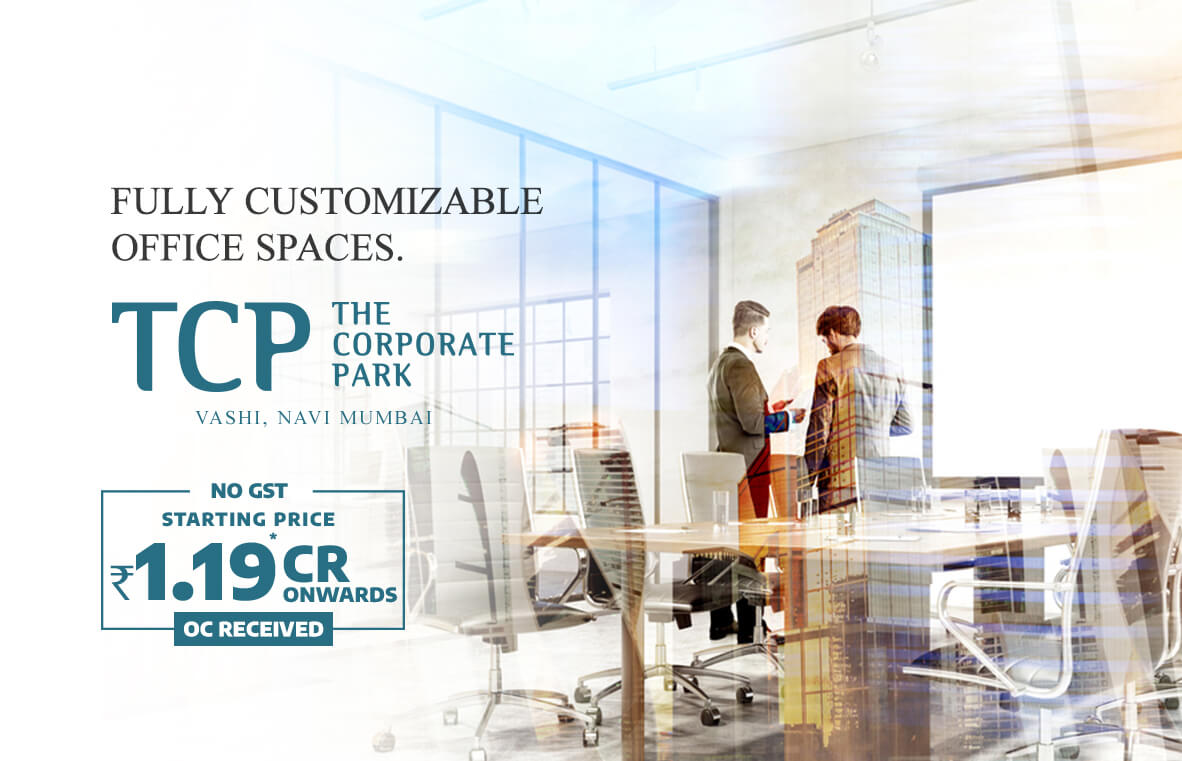 FULLY CUSTOMIZABLE
OFFICE SPACES.
TCP
THE
CORPORATE
PARK
VASHI, NAVI MUMBAI
NO GST
STARTING PRICE
₹1.19* CR
ONWARDS
OC RECEIVED